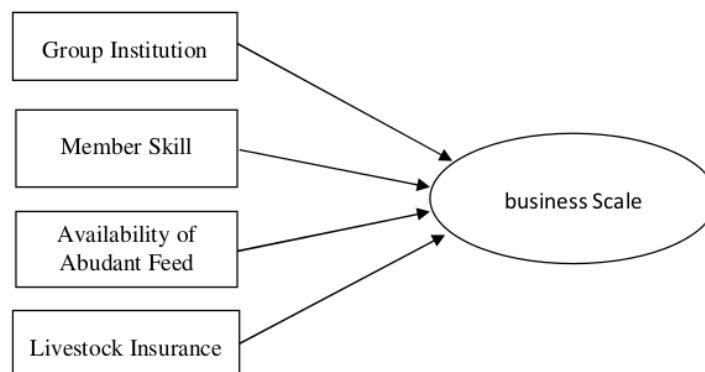 Group Institution
Member Skill
Availability of
Abudant Feed
Livestock Insurance
business Scale